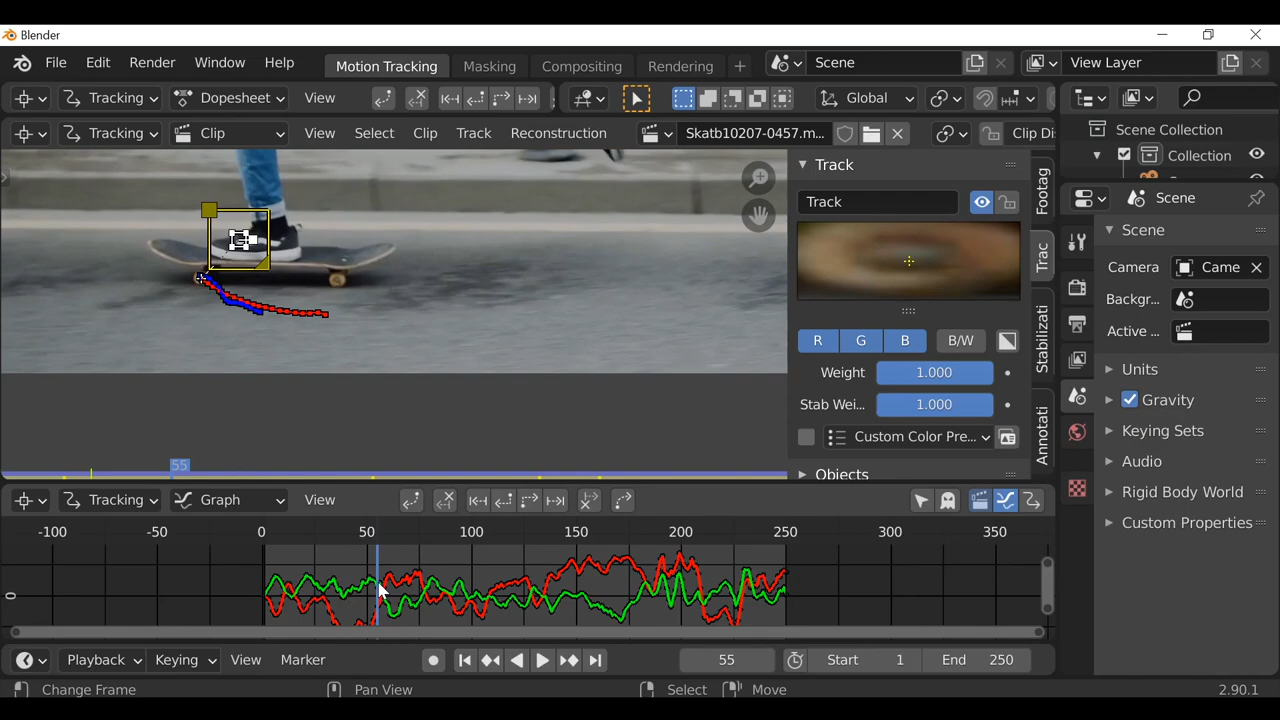 Blender
File Edit Render Window Help Motion Tracking Masking Compositing Rendering + Scene View Layer
Tracking Dopesheet View Global
Tracking Clip View Select Clip Track Reconstruction Skatb10207-0457.m... Clip Di
Scene Collection
Collection
Track
Track
Footag
Trac
Stabilizati
Annotati
R G B B/W
Weight 1.000
Stab Wei... 1.000
Custom Color Pre...
Objects
55
Scene
Scene
Camera Came
Backgr...
Active ...
Units
Gravity
Keying Sets
Audio
Rigid Body World
Custom Properties
Tracking Graph View
-100 -50 0 50 100 150 200 250 300 350
0
Playback Keying View Marker 55 Start 1 End 250
Change Frame Pan View Select Move 2.90.1